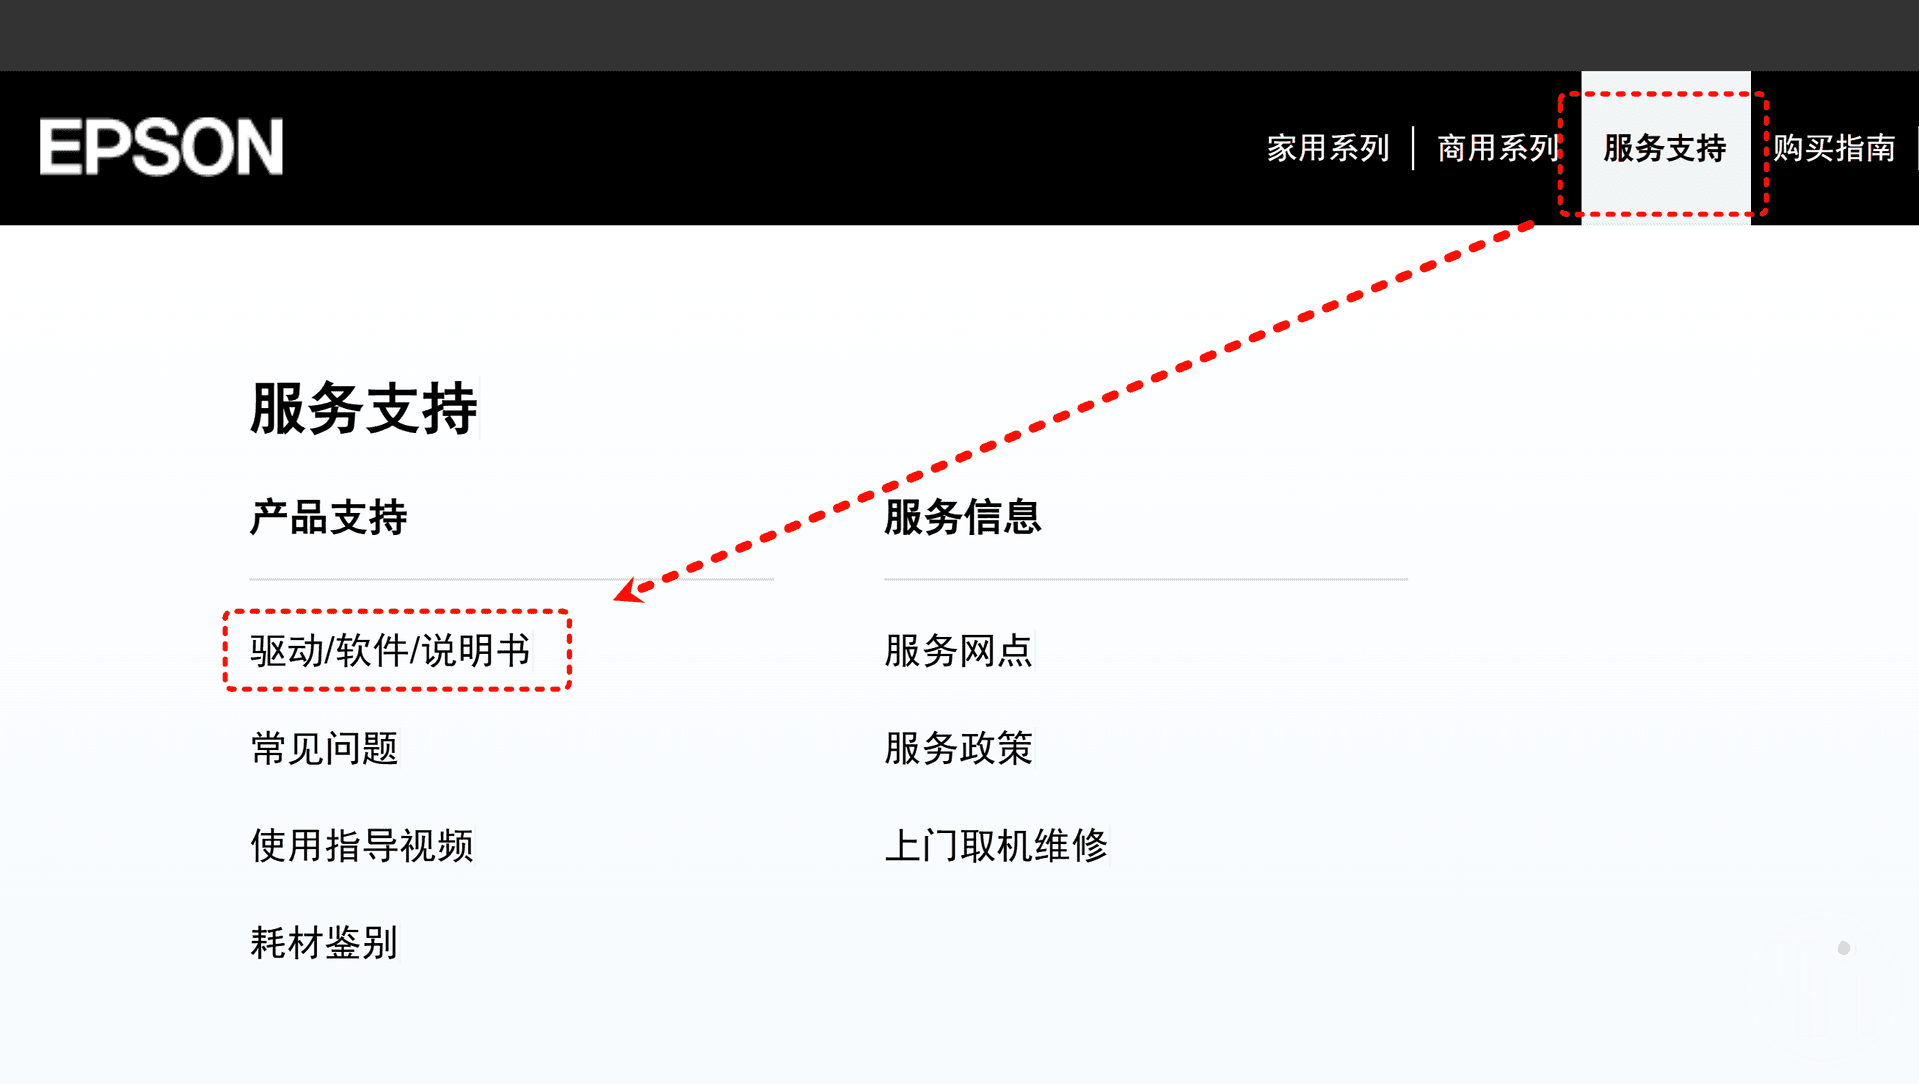 EPSON
家用系列 商用系列 服务支持 购买指南
服务支持
产品支持
驱动/软件/说明书
常见问题
使用指导视频
耗材鉴别
服务信息
服务网点
服务政策
上门取机维修